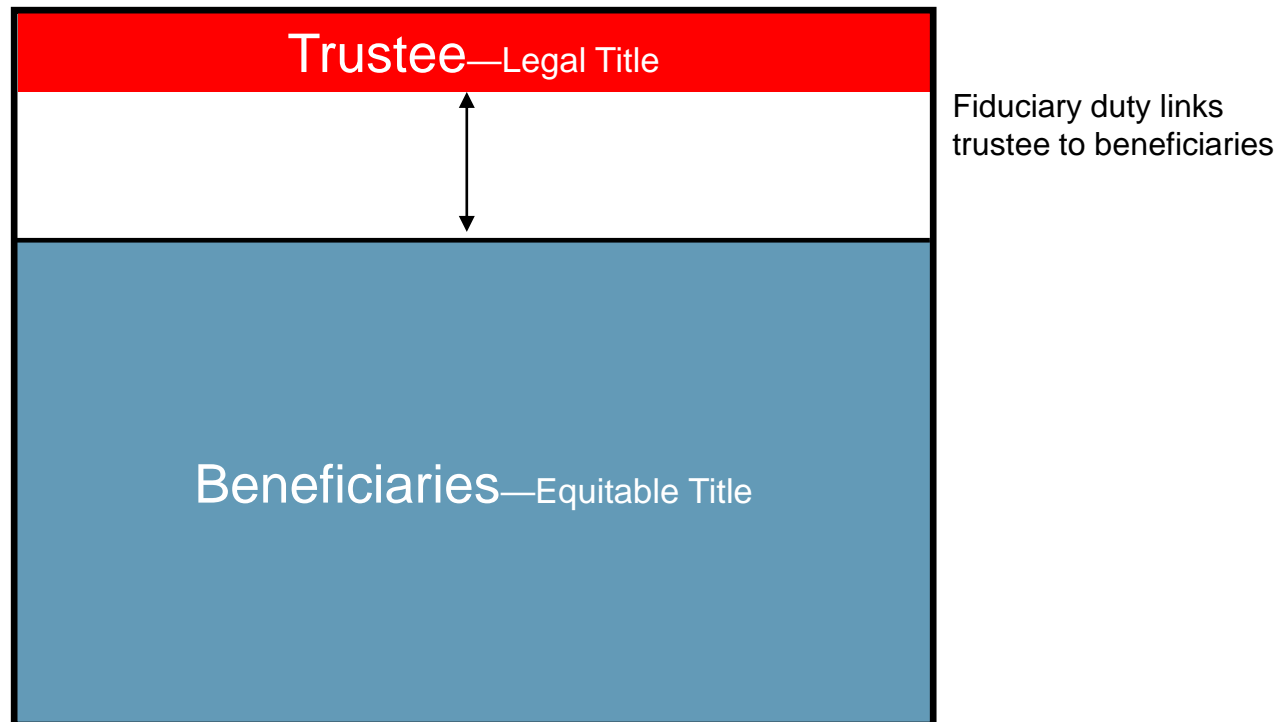 Trustee—Legal Title
Fiduciary duty links
trustee to beneficiaries
Beneficiaries—Equitable Title